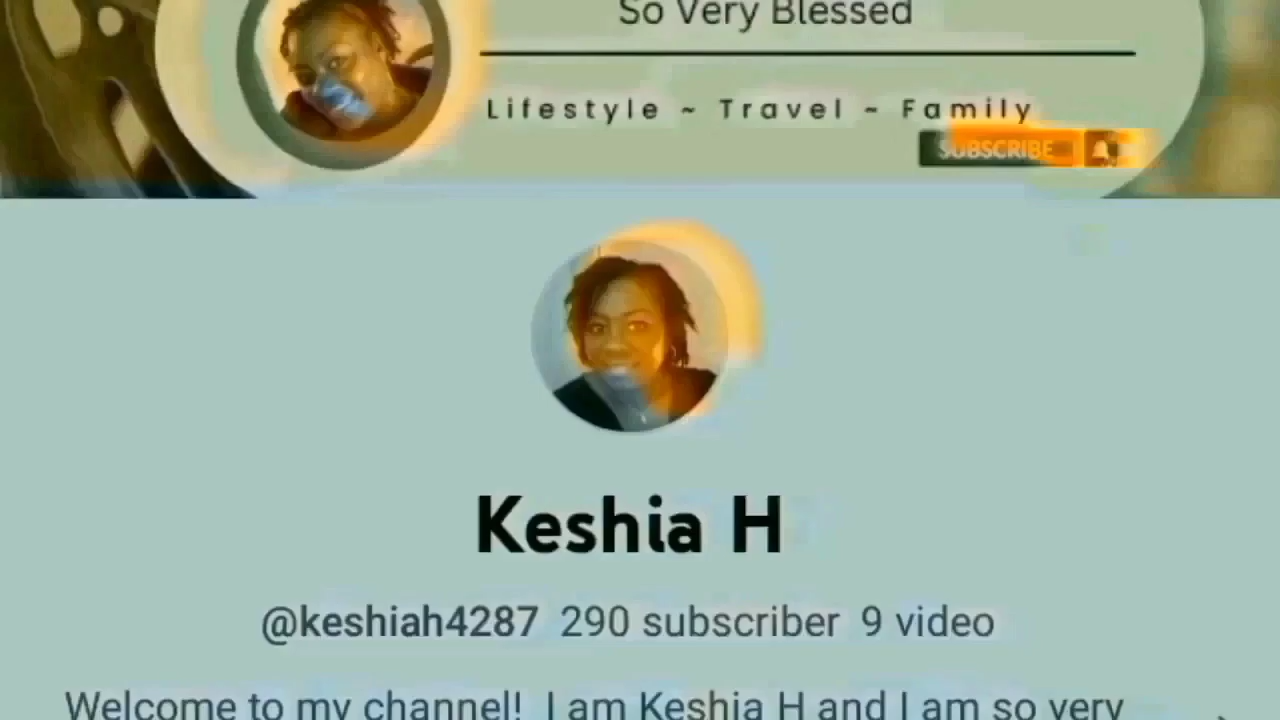 So Very Blessed
Lifestyle ~ Travel ~ Family
SUBSCRIBE
Keshia H
@keshiah4287 290 subscriber 9 video
Welcome to my channel! I am Keshia H and I am so very